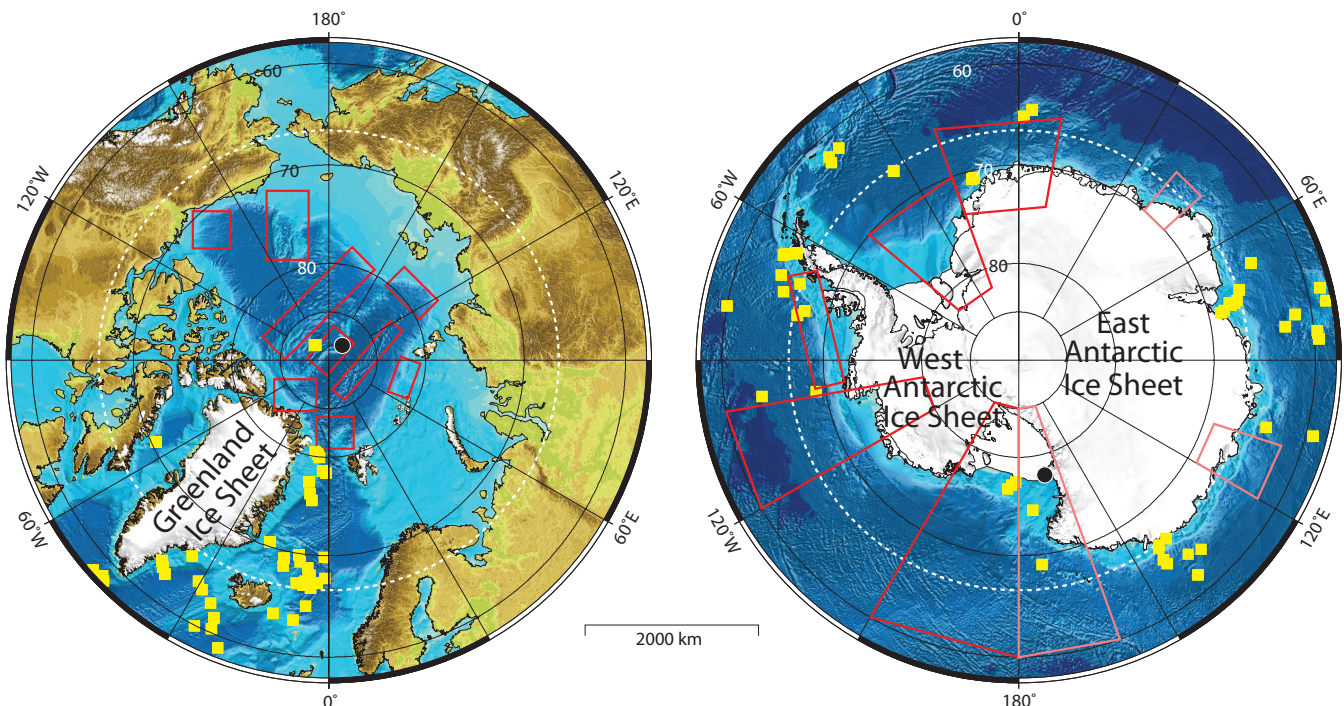 180˚
60
120˚W
120˚E
70
80
Greenland
Ice Sheet
60˚W
60˚E
0˚
2000 km
0˚
60
60˚W
60˚E
70
80
East
Antarctic
Ice Sheet
West
Antarctic
Ice Sheet
120˚W
120˚E
180˚